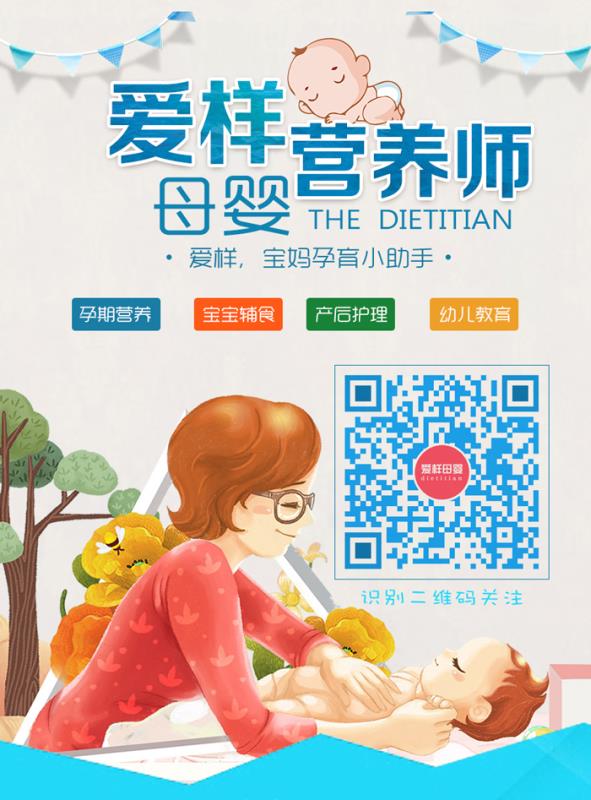 爱样
营养师
母婴
THE DIETITIAN
• 爱样，宝妈孕育小助手 •
孕期营养 宝宝辅食 产后护理 幼儿教育
爱样母婴
dietitian
识别二维码关注